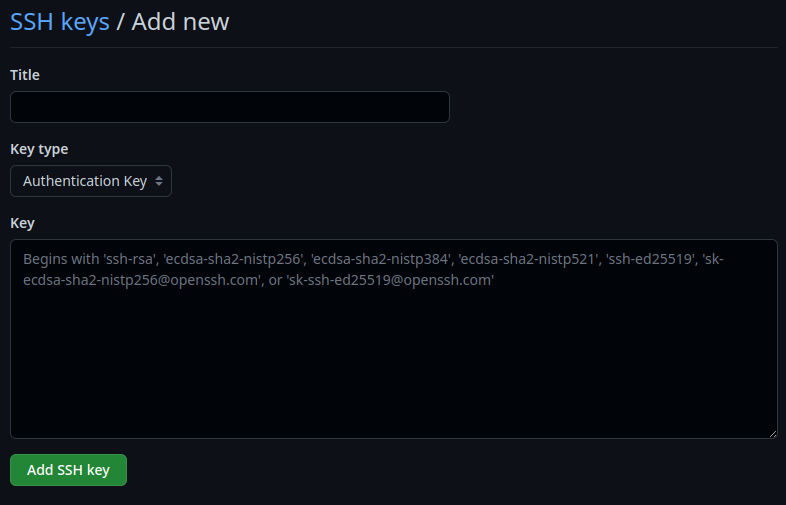 SSH keys / Add new
Title
Key type
Authentication Key
Key
Begins with 'ssh-rsa', 'ecdsa-sha2-nistp256', 'ecdsa-sha2-nistp384', 'ecdsa-sha2-nistp521', 'ssh-ed25519', 'sk-
ecdsa-sha2-nistp256@openssh.com', or 'sk-ssh-ed25519@openssh.com'
Add SSH key